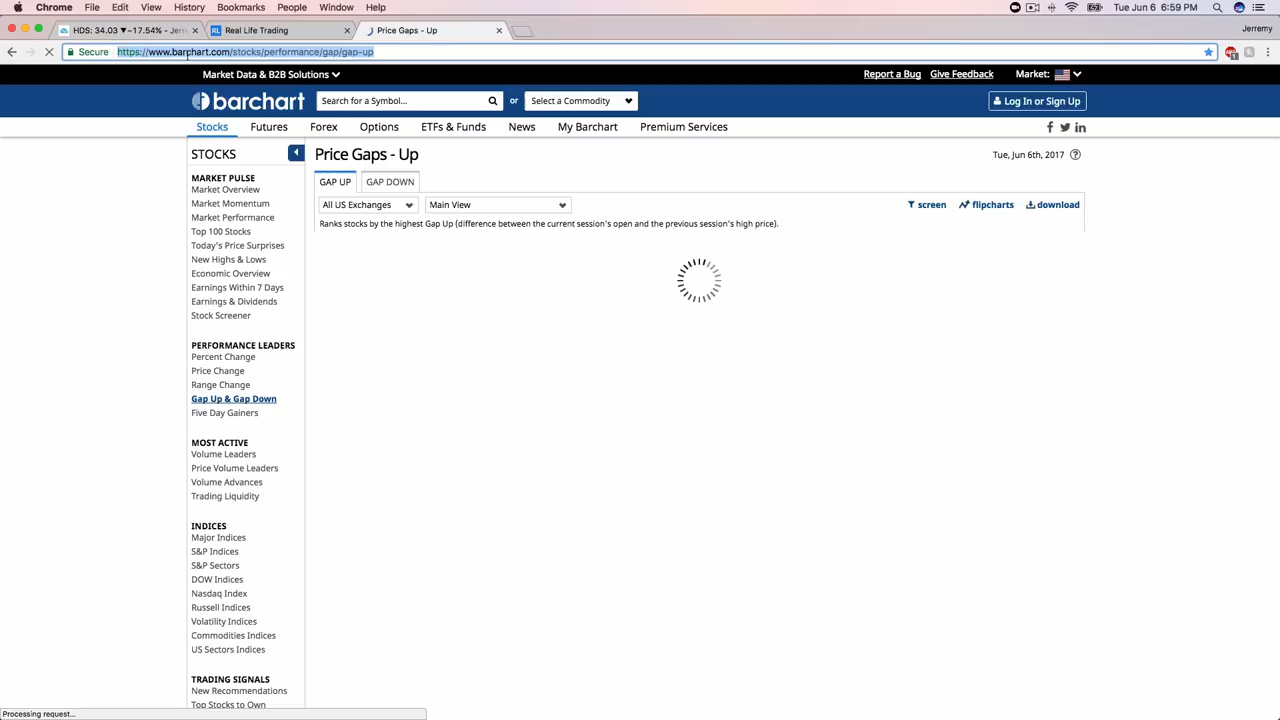 Chrome File Edit View History Bookmarks People Window Help Tue Jun 6 6:59 PM
HDS: 34.03 ▼−17.54% - Jerr Real Life Trading Price Gaps - Up Jerremy
Secure https://www.barchart.com/stocks/performance/gap/gap-up
Market Data & B2B Solutions Report a Bug Give Feedback Market:
barchart Search for a Symbol... or Select a Commodity Log In or Sign Up
Stocks Futures Forex Options ETFs & Funds News My Barchart Premium Services
STOCKS
Price Gaps - Up Tue, Jun 6th, 2017
GAP UP GAP DOWN
All US Exchanges Main View screen flipcharts download
Ranks stocks by the highest Gap Up (difference between the current session's open and the previous session's high price).
MARKET PULSE
Market Overview
Market Momentum
Market Performance
Top 100 Stocks
Today's Price Surprises
New Highs & Lows
Economic Overview
Earnings Within 7 Days
Earnings & Dividends
Stock Screener
PERFORMANCE LEADERS
Percent Change
Price Change
Range Change
Gap Up & Gap Down
Five Day Gainers
MOST ACTIVE
Volume Leaders
Price Volume Leaders
Volume Advances
Trading Liquidity
INDICES
Major Indices
S&P Indices
S&P Sectors
DOW Indices
Nasdaq Index
Russell Indices
Volatility Indices
Commodities Indices
US Sectors Indices
TRADING SIGNALS
New Recommendations
Top Stocks to Own
Processing request...